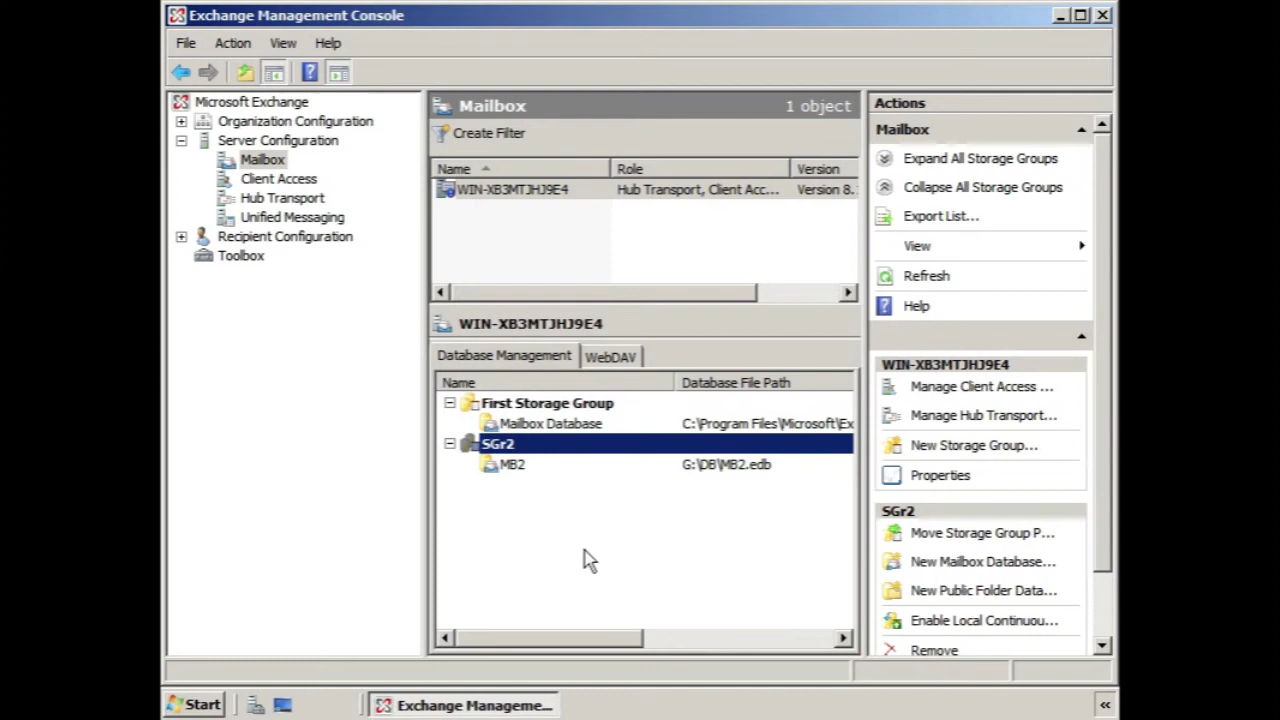 Exchange Management Console
File Action View Help
Microsoft Exchange
Organization Configuration
Server Configuration
Mailbox
Client Access
Hub Transport
Unified Messaging
Recipient Configuration
Toolbox
Mailbox 1 object
Create Filter
Name Role Version
WIN-XB3MTJHJ9E4 Hub Transport, Client Acc... Version 8.
WIN-XB3MTJHJ9E4
Database Management WebDAV
Name Database File Path
First Storage Group
Mailbox Database C:\Program Files\Microsoft\Ex
SGr2
MB2 G:\DB\MB2.edb
Actions
Mailbox
Expand All Storage Groups
Collapse All Storage Groups
Export List...
View
Refresh
Help
WIN-XB3MTJHJ9E4
Manage Client Access ...
Manage Hub Transport...
New Storage Group...
Properties
SGr2
Move Storage Group P...
New Mailbox Database...
New Public Folder Data...
Enable Local Continuou...
Remove
Start
Exchange Manageme...